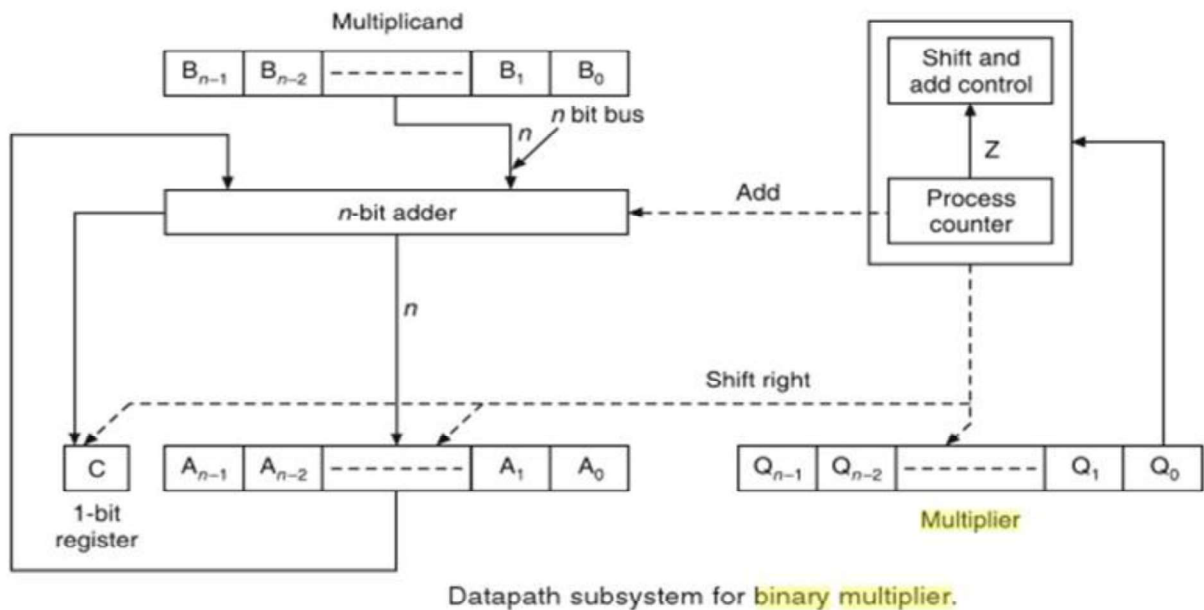 Multiplicand
Bn−1 Bn−2 B1 B0
n
n bit bus
n-bit adder
Add
Shift and
add control
Z
Process
counter
n
Shift right
C
1-bit
register
An−1 An−2 A1 A0
Qn−1 Qn−2 Q1 Q0
Multiplier
Datapath subsystem for binary multiplier.